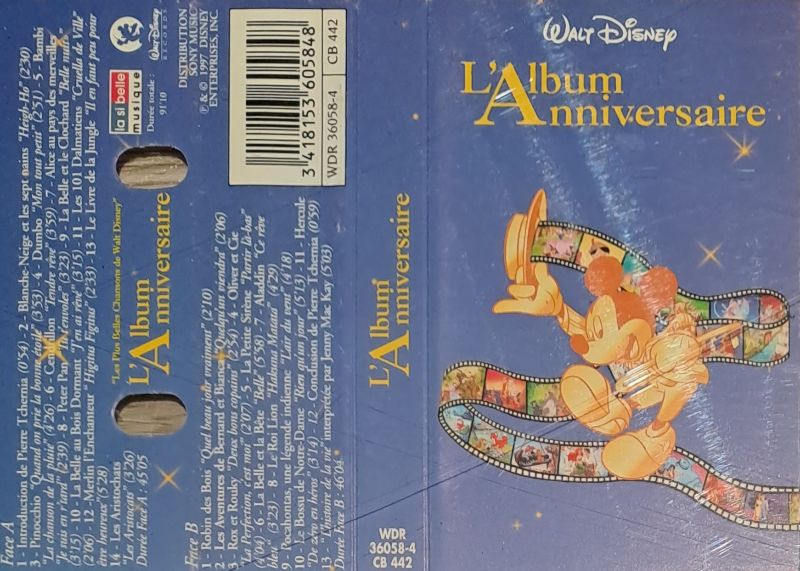 Face A
1 - Introduction de Pierre Tchernia (0'54) - 2 - Blanche-Neige et les sept nains "Heigh-Ho" (2'30)
3 - Pinocchio "Quand on prie la bonne étoile" (3'53) - 4 - Dumbo "Mon tout petit" (2'51) - 5 - Bambi
"La chanson de la pluie" (4'26) - 6 - Cendrillon "Tendre rêve" (3'59) - 7 - Alice au pays des merveilles
"Je suis en r'tard" (2'39) - 8 - Peter Pan "Tu t'envoles" (3'23) - 9 - La Belle et le Clochard "Belle nuit"
(3'15) - 10 - La Belle au Bois Dormant "J'en ai rêvé" (3'15) - 11 - Les 101 Dalmatiens "Cruella de Ville"
(2'06) - 12 - Merlin l'Enchanteur "Higitus Figitus" (2'33) - 13 - Le Livre de la Jungle "Il en faut peu pour
être heureux" (5'28)
14 - Les Aristochats
"Les Aristocats" (3'26)
Durée Face A : 45'05
"Les Plus Belles Chansons de Walt Disney"
L'Album
Anniversaire
la si belle
musique
Durée totale :
91'10
Walt Disney
Records
DISTRIBUTION
SONY MUSIC
℗ & © 1997 DISNEY
ENTERPRISES, INC.
Face B
1 - Robin des Bois "Quel beau jour vraiment" (2'10)
2 - Les Aventures de Bernard et Bianca "Quelqu'un viendra" (2'06)
3 - Rox et Rouky "Deux bons copains" (2'54) - 4 - Oliver et Cie
"La Perfection, c'est moi" (2'07) - 5 - La Petite Sirène "Partir là-bas"
(4'04) - 6 - La Belle et la Bête "Belle" (3'58) - 7 - Aladdin "Ce rêve
bleu" (3'23) - 8 - Le Roi Lion "Hakuna Matata" (4'29)
9 - Pocahontas, une légende indienne "L'air du vent" (4'18)
10 - Le Bossu de Notre-Dame "Rien qu'un jour" (5'13) - 11 - Hercule
"De zéro en héros" (3'14) - 12 - Conclusion de Pierre Tchernia (0'59)
13 - "L'histoire de la vie" interprétée par Jenny Mac Kay (5'03)
Durée Face B : 46'04
3 418153 605848
WDR 36058-4
CB 442
L'Album
Anniversaire
WDR
36058-4
CB 442
WALT DISNEY
L'Album
Anniversaire